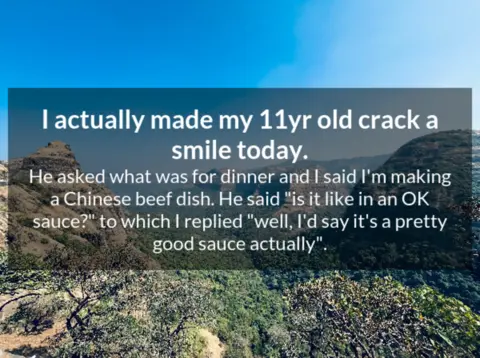 I actually made my 11yr old crack a
smile today.
He asked what was for dinner and I said I'm making
a Chinese beef dish. He said "is it like in an OK
sauce?" to which I replied "well, I'd say it's a pretty
good sauce actually".